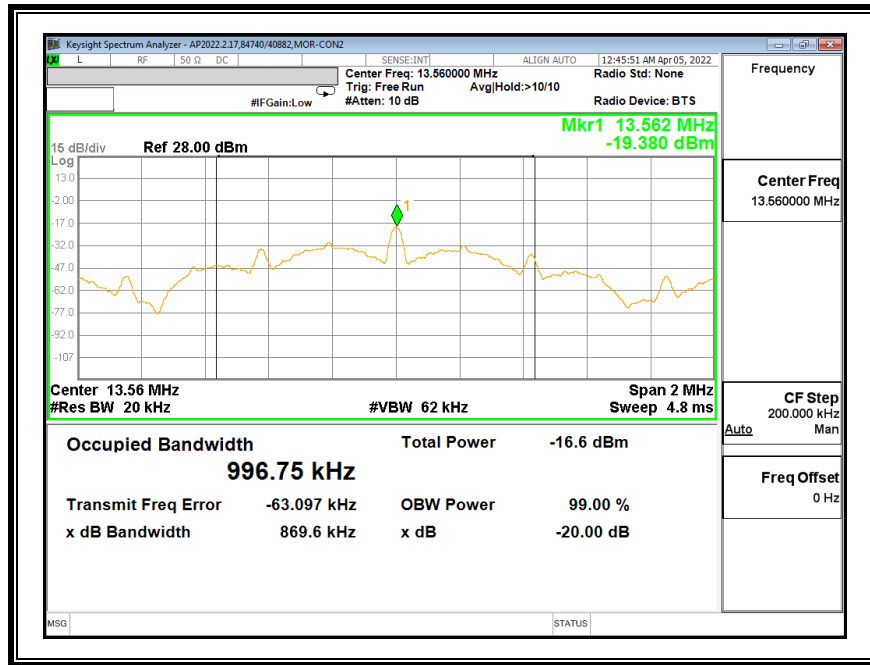 Keysight Spectrum Analyzer - AP2022.2.17,84740/40882,MOR-CON2
LXI L RF 50 Ω DC SENSE:INT ALIGN AUTO 12:45:51 AM Apr 05, 2022
Center Freq: 13.560000 MHz Radio Std: None
Trig: Free Run Avg|Hold:>10/10
#IFGain:Low #Atten: 10 dB Radio Device: BTS
Mkr1 13.562 MHz
-19.380 dBm
15 dB/div Ref 28.00 dBm
Log
13.0
-2.00
-17.0
-32.0
-47.0
-62.0
-77.0
-92.0
-107
1
Center 13.56 MHz Span 2 MHz
#Res BW 20 kHz #VBW 62 kHz Sweep 4.8 ms
Occupied Bandwidth Total Power -16.6 dBm
996.75 kHz
Transmit Freq Error -63.097 kHz OBW Power 99.00 %
x dB Bandwidth 869.6 kHz x dB -20.00 dB
MSG STATUS
Frequency
Center Freq
13.560000 MHz
CF Step
200.000 kHz
Auto Man
Freq Offset
0 Hz